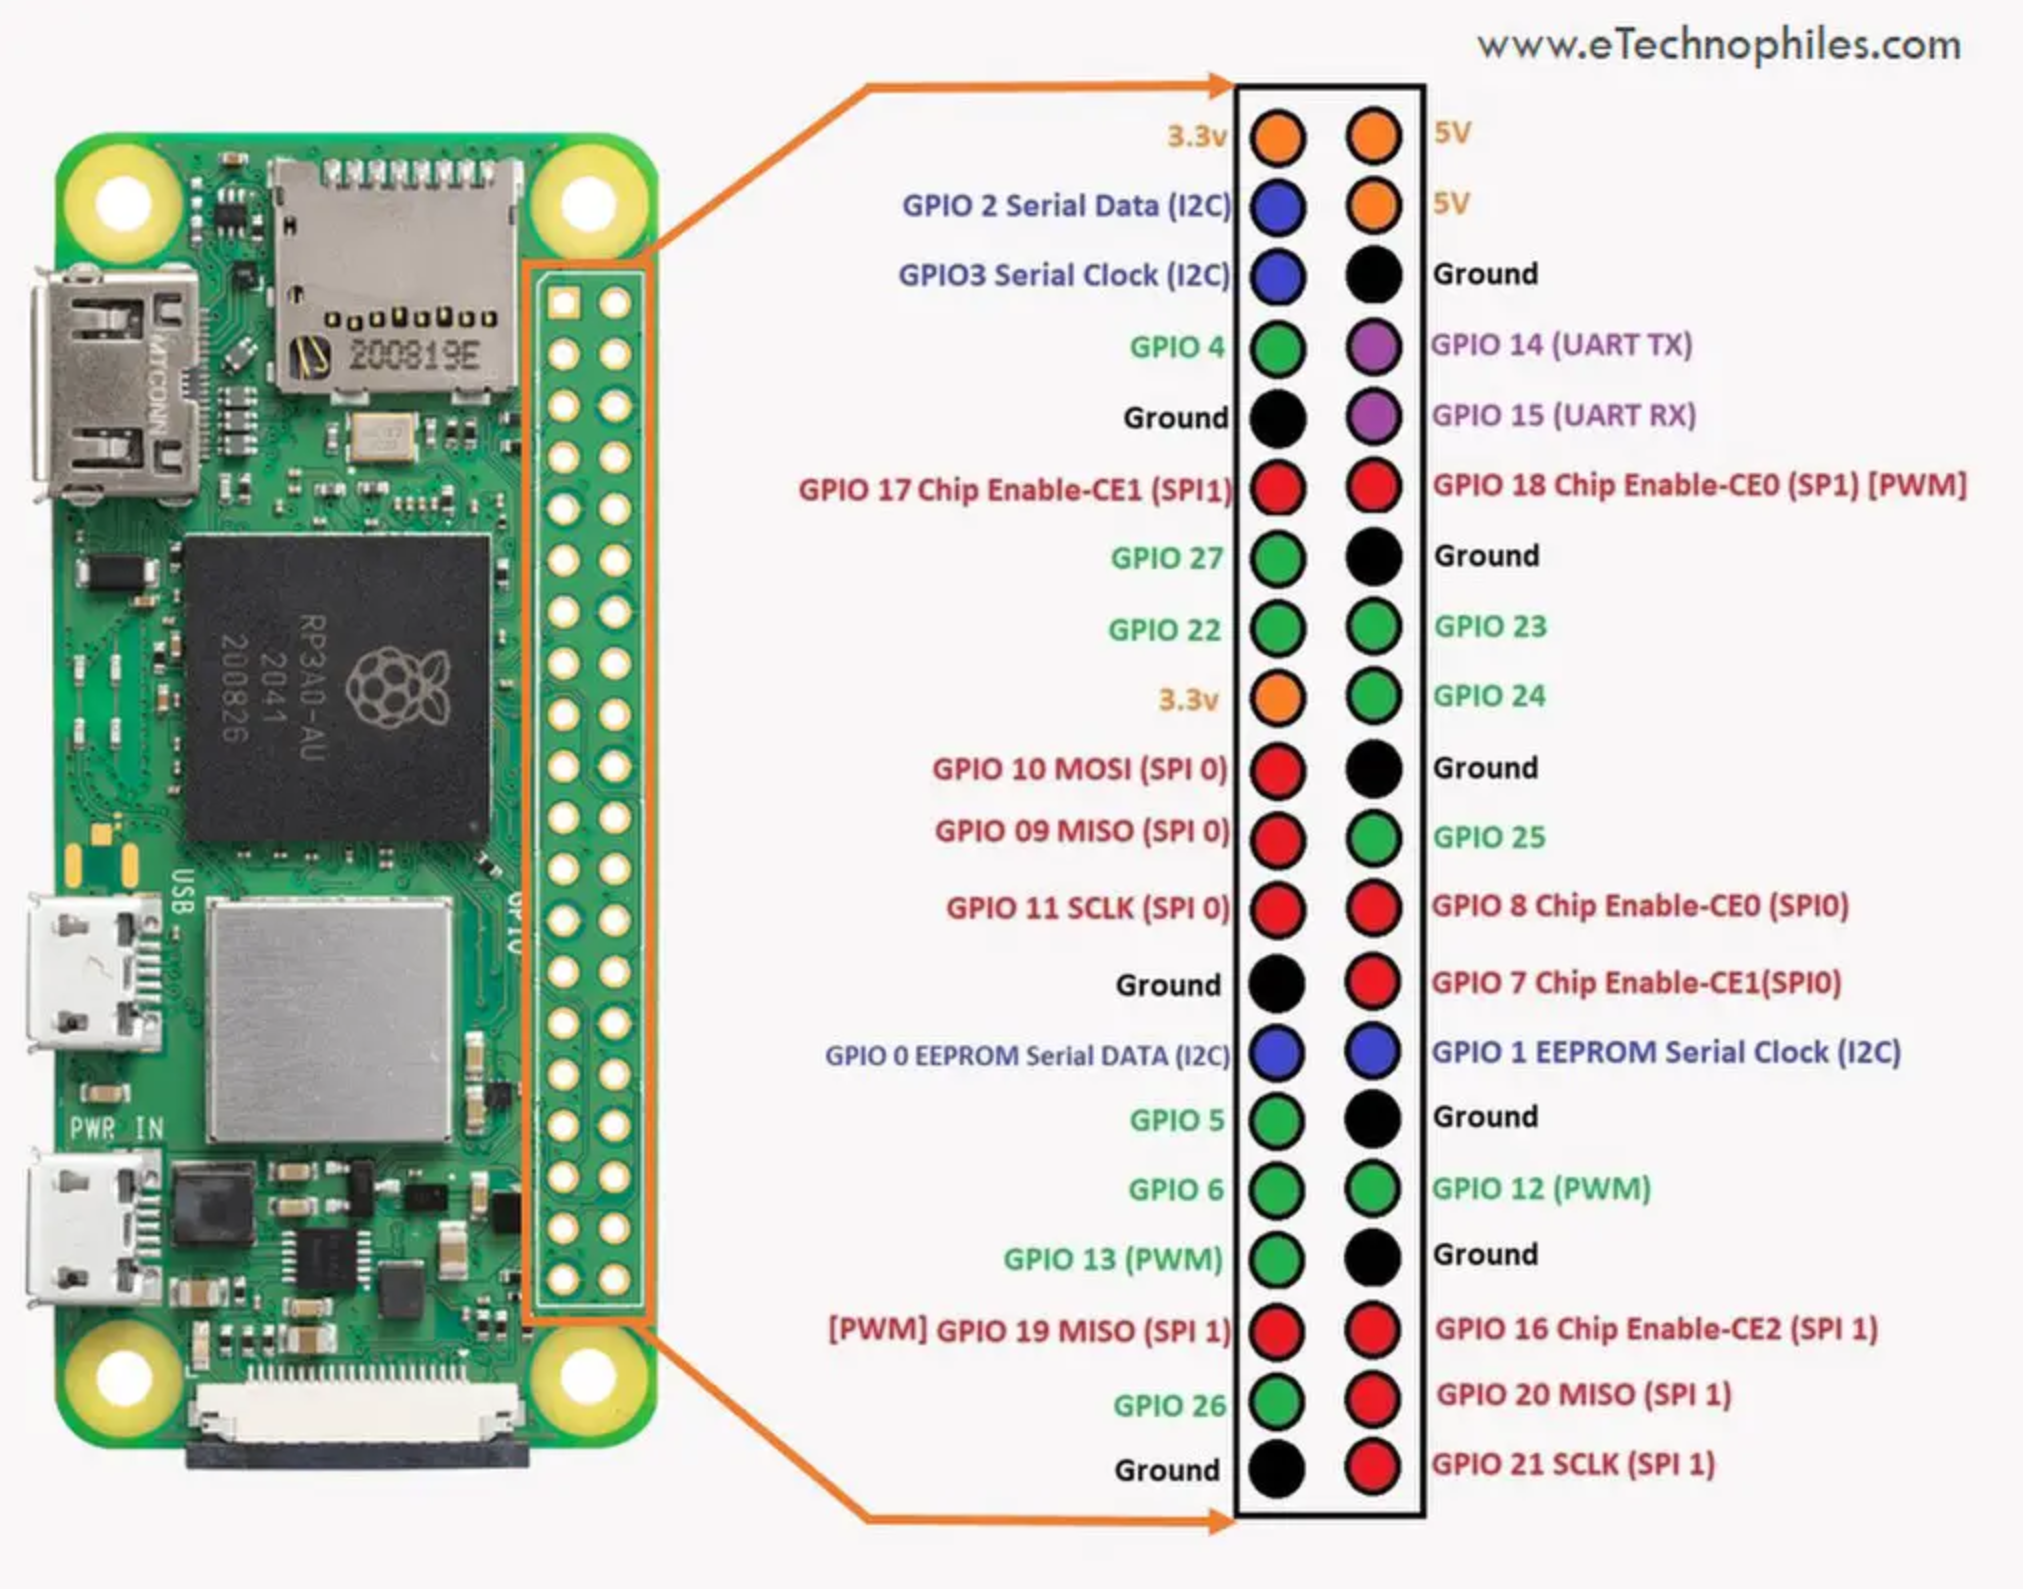 www.eTechnophiles.com
3.3v
5V
GPIO 2 Serial Data (I2C)
5V
GPIO3 Serial Clock (I2C)
Ground
GPIO 4
GPIO 14 (UART TX)
Ground
GPIO 15 (UART RX)
GPIO 17 Chip Enable-CE1 (SPI1)
GPIO 18 Chip Enable-CE0 (SP1) [PWM]
GPIO 27
Ground
GPIO 22
GPIO 23
3.3v
GPIO 24
GPIO 10 MOSI (SPI 0)
Ground
GPIO 09 MISO (SPI 0)
GPIO 25
GPIO 11 SCLK (SPI 0)
GPIO 8 Chip Enable-CE0 (SPI0)
Ground
GPIO 7 Chip Enable-CE1(SPI0)
GPIO 0 EEPROM Serial DATA (I2C)
GPIO 1 EEPROM Serial Clock (I2C)
GPIO 5
Ground
GPIO 6
GPIO 12 (PWM)
GPIO 13 (PWM)
Ground
[PWM] GPIO 19 MISO (SPI 1)
GPIO 16 Chip Enable-CE2 (SPI 1)
GPIO 26
GPIO 20 MISO (SPI 1)
Ground
GPIO 21 SCLK (SPI 1)
200819E
MTCONN
RP3A0-AU
2041
200826
USB
GPIO
PWR IN